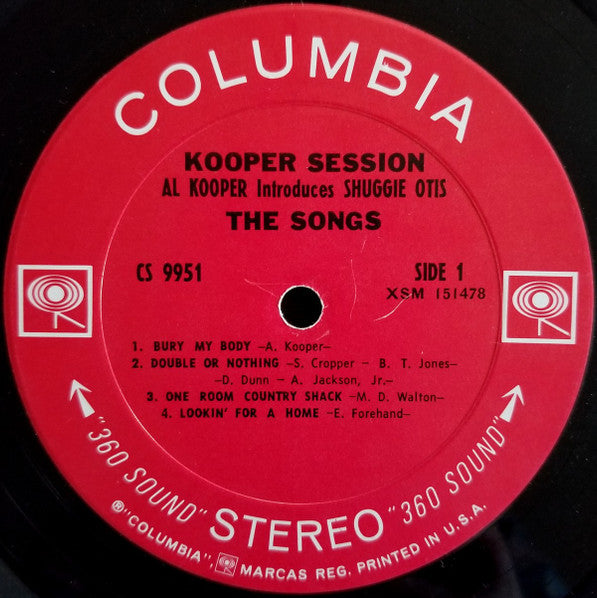 COLUMBIA
KOOPER SESSION
AL KOOPER Introduces SHUGGIE OTIS
THE SONGS
CS 9951
SIDE 1
XSM 151478
1. BURY MY BODY –A. Kooper–
2. DOUBLE OR NOTHING –S. Cropper – B. T. Jones–
–D. Dunn – A. Jackson, Jr.–
3. ONE ROOM COUNTRY SHACK –M. D. Walton–
4. LOOKIN' FOR A HOME –E. Forehand–
"360 SOUND" STEREO "360 SOUND"
®"COLUMBIA", MARCAS REG. PRINTED IN U.S.A.